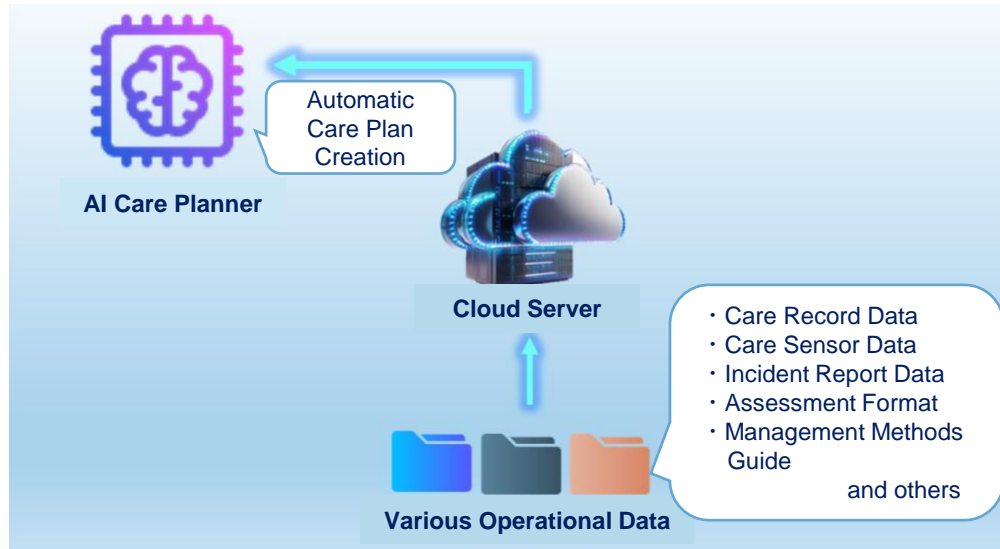 Automatic
Care Plan
Creation
AI Care Planner
Cloud Server
・Care Record Data
・Care Sensor Data
・Incident Report Data
・Assessment Format
・Management Methods
Guide
and others
Various Operational Data